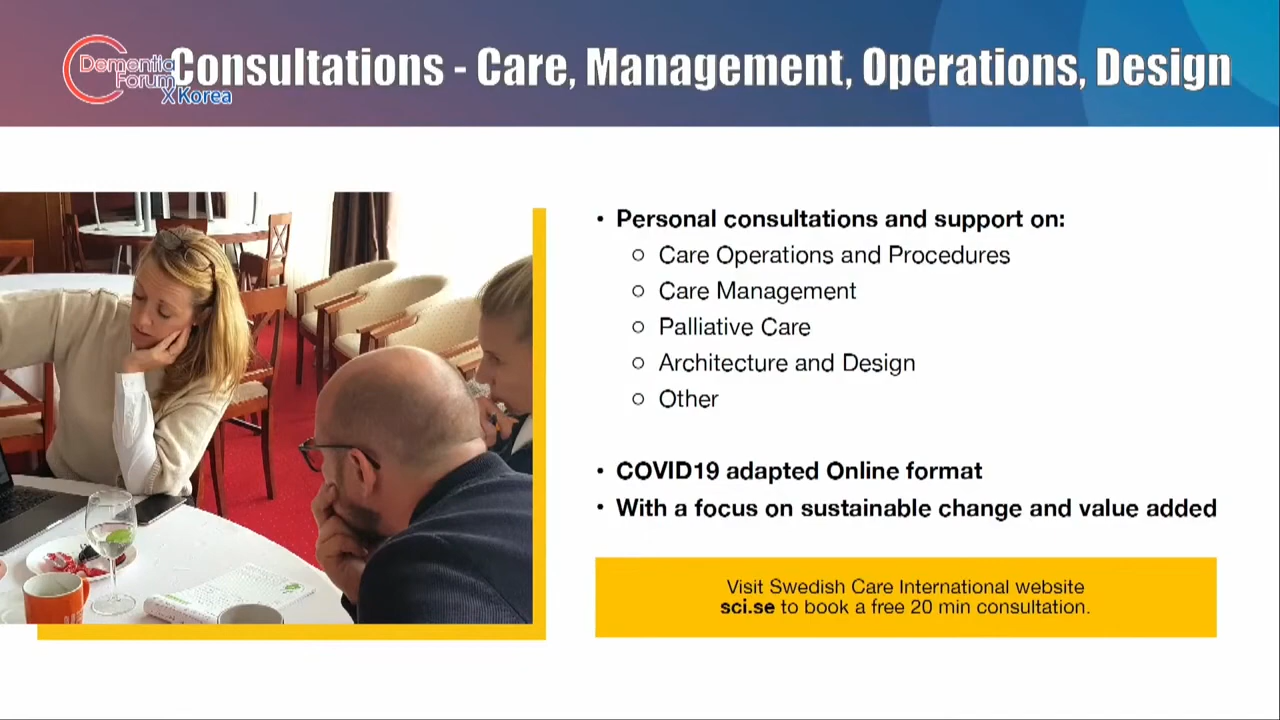 Dementia
Forum
X Korea
Consultations - Care, Management, Operations, Design
• Personal consultations and support on:
○ Care Operations and Procedures
○ Care Management
○ Palliative Care
○ Architecture and Design
○ Other
• COVID19 adapted Online format
• With a focus on sustainable change and value added
Visit Swedish Care International website
sci.se to book a free 20 min consultation.